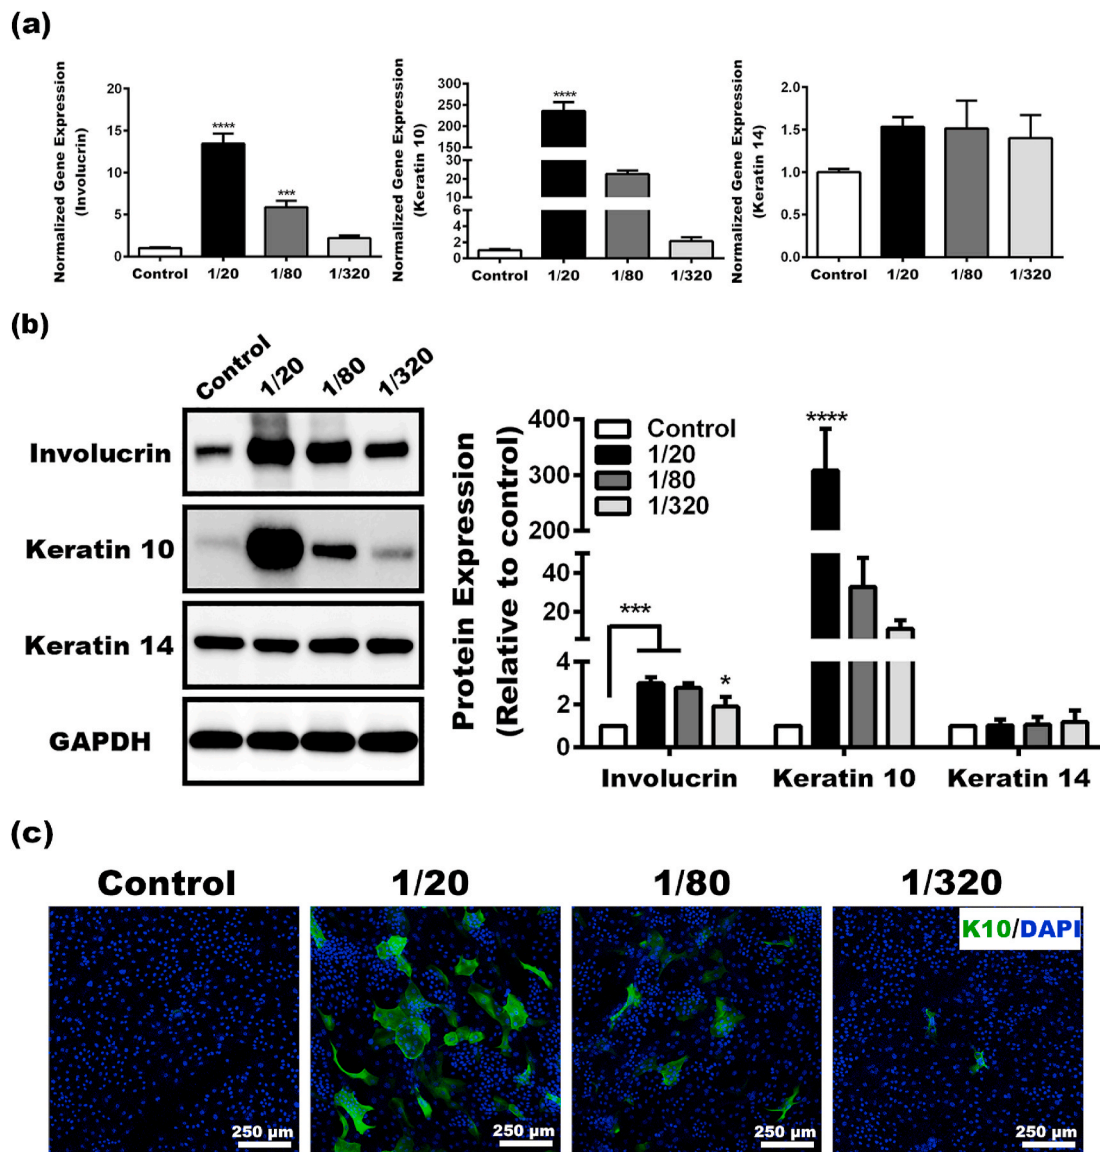 (a)
Normalized Gene Expression
(Involucrin)
20
15
10
5
0
****
***
Control
1/20
1/80
1/320
Normalized Gene Expression
(Keratin 10)
300
250
200
150
30
20
10
6
4
2
0
****
Control
1/20
1/80
1/320
Normalized Gene Expression
(Keratin 14)
2.0
1.5
1.0
0.5
0.0
Control
1/20
1/80
1/320
(b)
Control
1/20
1/80
1/320
Involucrin
Keratin 10
Keratin 14
GAPDH
Protein Expression
(Relative to control)
400
300
200
60
40
20
4
2
0
Control
1/20
1/80
1/320
***
*
****
Involucrin
Keratin 10
Keratin 14
(c)
Control
1/20
1/80
1/320
K10/DAPI
250 µm
250 µm
250 µm
250 µm